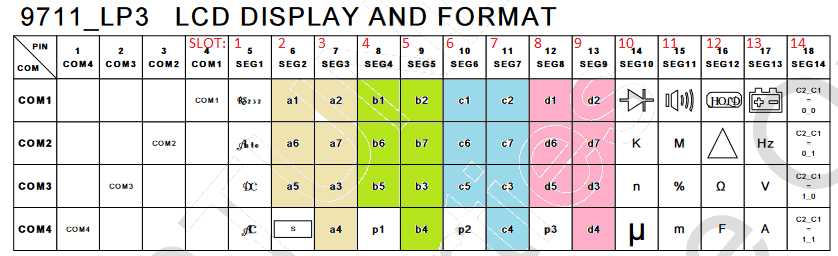 9711_LP3 LCD DISPLAY AND FORMAT
SLOT: 1 2 3 4 5 6 7 8 9 10 11 12 13 14
PIN 1 2 3 4 5 6 7 8 9 10 11 12 13 14 15 16 17 18
COM COM4 COM3 COM2 COM1 SEG1 SEG2 SEG3 SEG4 SEG5 SEG6 SEG7 SEG8 SEG9 SEG10 SEG11 SEG12 SEG13 SEG14
COM1 COM1 RS232 a1 a2 b1 b2 c1 c2 d1 d2 HOLD C2_C1 - 0_0
COM2 COM2 Auto a6 a7 b6 b7 c6 c7 d6 d7 K M Hz C2_C1 - 0_1
COM3 COM3 DC a5 a3 b5 b3 c5 c3 d5 d3 n % Ω V C2_C1 - 1_0
COM4 COM4 AC s a4 p1 b4 p2 c4 p3 d4 μ m F A C2_C1 - 1_1